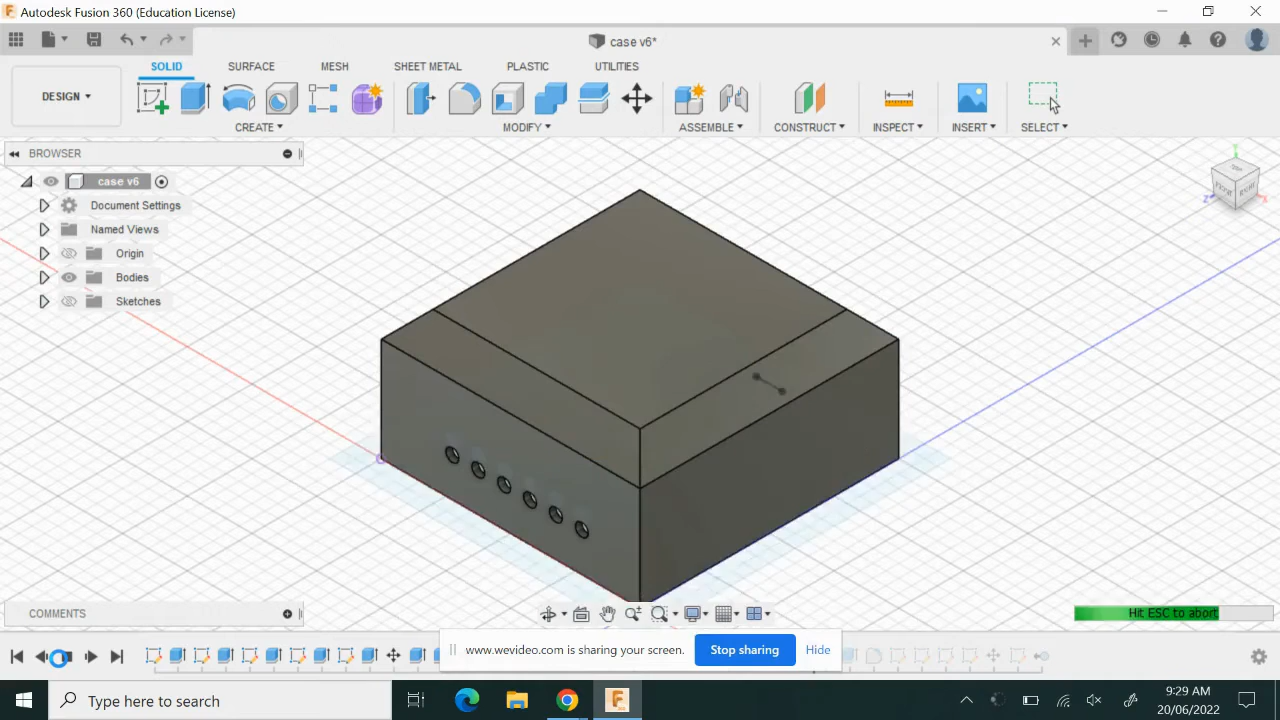 Autodesk Fusion 360 (Education License)
case v6*
DESIGN
SOLID SURFACE MESH SHEET METAL PLASTIC UTILITIES
CREATE MODIFY ASSEMBLE CONSTRUCT INSPECT INSERT SELECT
BROWSER
case v6
Document Settings
Named Views
Origin
Bodies
Sketches
Y
TOP
FRONT RIGHT
Z X
COMMENTS
Hit ESC to abort
www.wevideo.com is sharing your screen. Stop sharing Hide
Type here to search
9:29 AM
20/06/2022